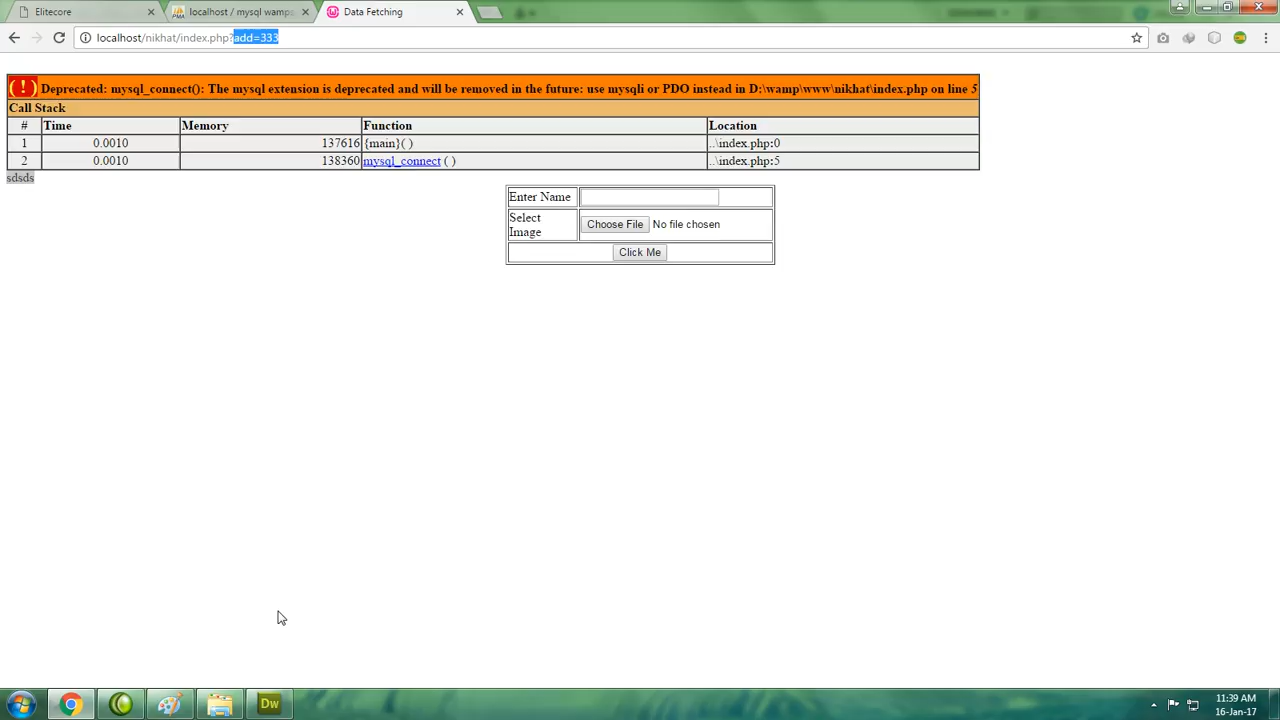 Elitecore
localhost / mysql wamps
Data Fetching
localhost/nikhat/index.php?add=333
( ! ) Deprecated: mysql_connect(): The mysql extension is deprecated and will be removed in the future: use mysqli or PDO instead in D:\wamp\www\nikhat\index.php on line 5
Call Stack
# Time Memory Function Location
1 0.0010 137616 {main}( ) ..\index.php:0
2 0.0010 138360 mysql_connect ( ) ..\index.php:5
sdsds
Enter Name
Select
Image
Choose File No file chosen
Click Me
Dw
11:39 AM
16-Jan-17